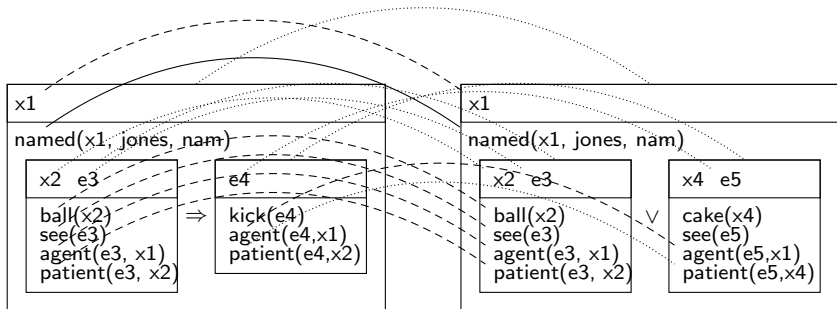 x1
named(x1, jones, nam)
x2 e3
ball(x2)
see(e3)
agent(e3, x1)
patient(e3, x2)
⇒
e4
kick(e4)
agent(e4,x1)
patient(e4,x2)
x1
named(x1, jones, nam)
x2 e3
ball(x2)
see(e3)
agent(e3, x1)
patient(e3, x2)
∨
x4 e5
cake(x4)
see(e5)
agent(e5,x1)
patient(e5,x4)